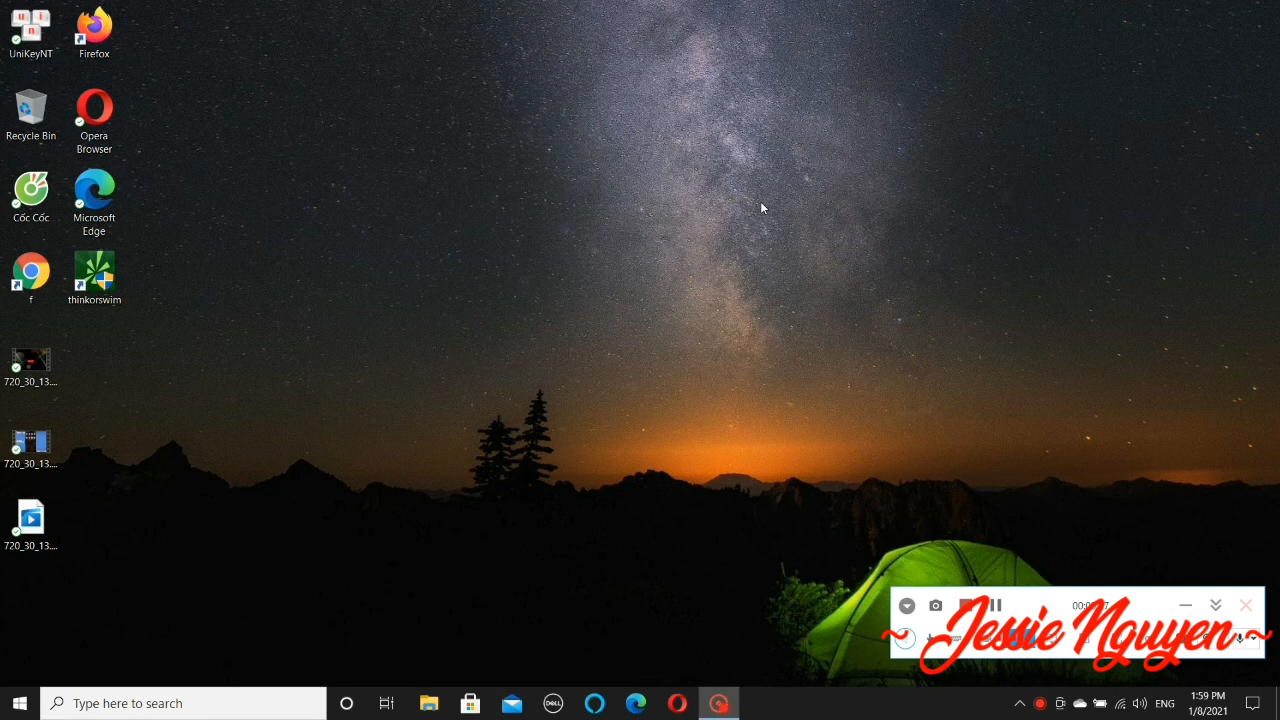 UniKeyNT
Firefox
Recycle Bin
Opera
Browser
Cốc Cốc
Microsoft
Edge
f
thinkorswim
720_30_13....
720_30_13....
720_30_13....
~ Jessie Nguyen ~
Type here to search
DELL
ENG
1:59 PM
1/8/2021